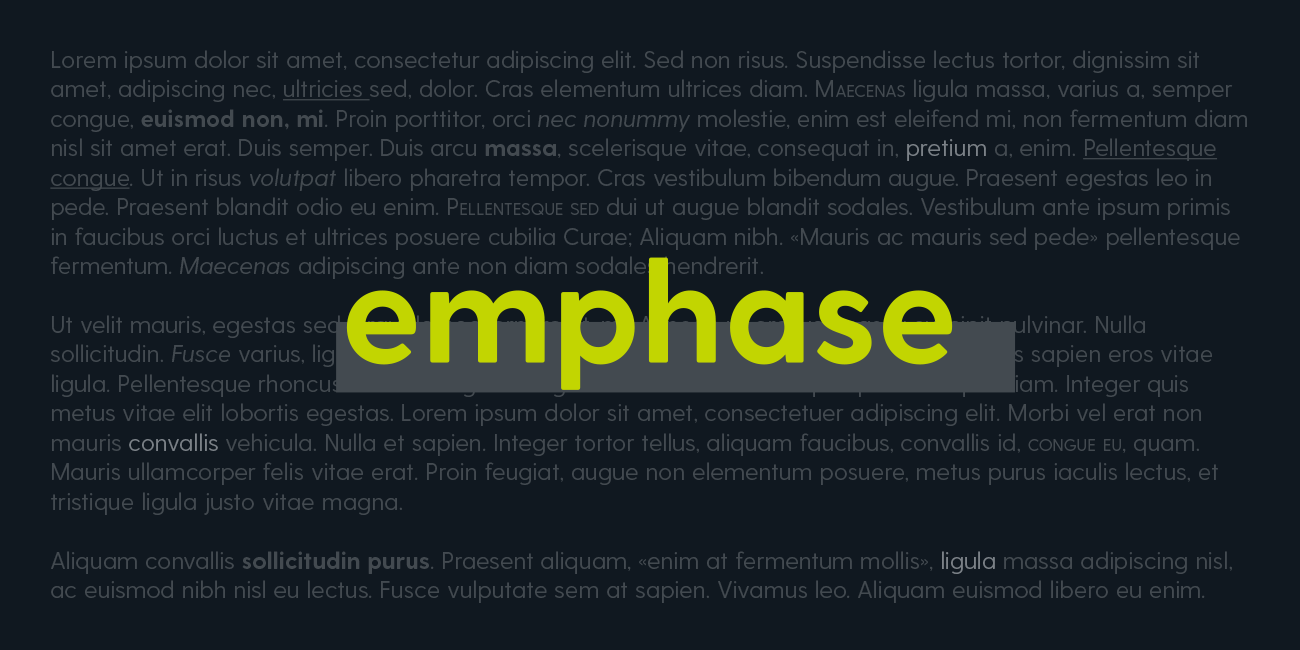 Lorem ipsum dolor sit amet, consectetur adipiscing elit. Sed non risus. Suspendisse lectus tortor, dignissim sit
amet, adipiscing nec, ultricies sed, dolor. Cras elementum ultrices diam. Maecenas ligula massa, varius a, semper
congue, euismod non, mi. Proin porttitor, orci nec nonummy molestie, enim est eleifend mi, non fermentum diam
nisl sit amet erat. Duis semper. Duis arcu massa, scelerisque vitae, consequat in, pretium a, enim. Pellentesque
congue. Ut in risus volutpat libero pharetra tempor. Cras vestibulum bibendum augue. Praesent egestas leo in
pede. Praesent blandit odio eu enim. Pellentesque sed dui ut augue blandit sodales. Vestibulum ante ipsum primis
in faucibus orci luctus et ultrices posuere cubilia Curae; Aliquam nibh. «Mauris ac mauris sed pede» pellentesque
fermentum. Maecenas adipiscing ante non diam sodales hendrerit.
emphase
Ut velit mauris, egestas sed pulvinar. Nulla
sollicitudin. Fusce varius, sapien eros vitae
ligula. Pellentesque rhoncus Integer quis
metus vitae elit lobortis egestas. Lorem ipsum dolor sit amet, consectetuer adipiscing elit. Morbi vel erat non
mauris convallis vehicula. Nulla et sapien. Integer tortor tellus, aliquam faucibus, convallis id, congue eu, quam.
Mauris ullamcorper felis vitae erat. Proin feugiat, augue non elementum posuere, metus purus iaculis lectus, et
tristique ligula justo vitae magna.
Aliquam convallis sollicitudin purus. Praesent aliquam, «enim at fermentum mollis», ligula massa adipiscing nisl,
ac euismod nibh nisl eu lectus. Fusce vulputate sem at sapien. Vivamus leo. Aliquam euismod libero eu enim.